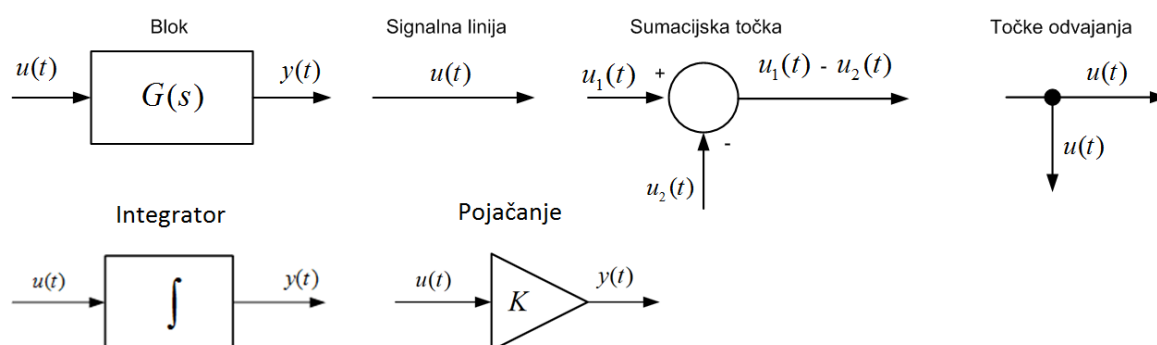 Blok
Signalna linija
Sumacijska točka
Točke odvajanja
u(t)
G(s)
y(t)
u(t)
u₁(t)
+
-
u₁(t) - u₂(t)
u₂(t)
u(t)
u(t)
Integrator
Pojačanje
u(t)
∫
y(t)
u(t)
K
y(t)